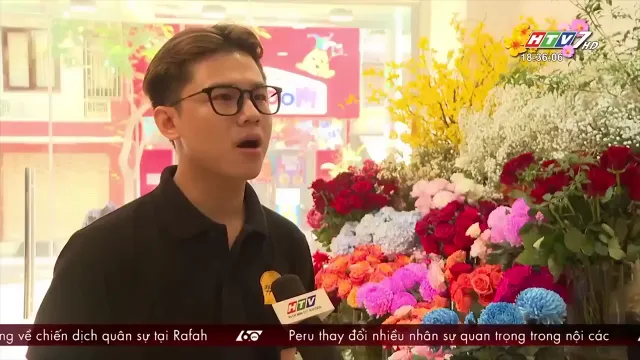 HTV7 HD
18:36:06
HTV
ng về chiến dịch quân sự tại Rafah
60
Peru thay đổi nhiều nhân sự quan trọng trong nội các